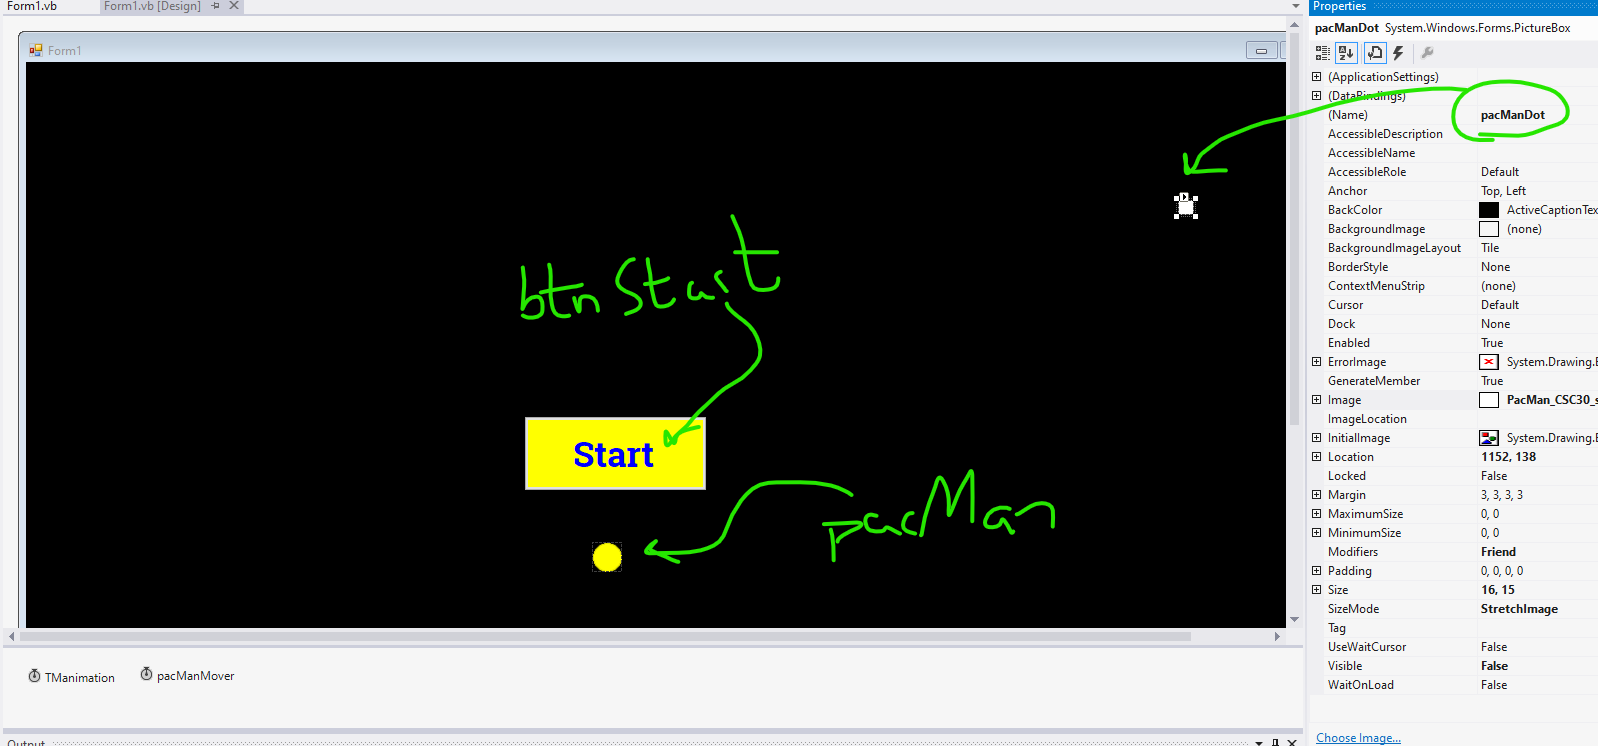 Form1.vb
Form1.vb [Design]
Form1
btnStart
Start
pacMan
TManimation
pacManMover
Output
Properties
pacManDot System.Windows.Forms.PictureBox
(ApplicationSettings)
(DataBindings)
(Name) pacManDot
AccessibleDescription
AccessibleName
AccessibleRole Default
Anchor Top, Left
BackColor ActiveCaptionTex
BackgroundImage (none)
BackgroundImageLayout Tile
BorderStyle None
ContextMenuStrip (none)
Cursor Default
Dock None
Enabled True
ErrorImage System.Drawing.B
GenerateMember True
Image PacMan_CSC30_s
ImageLocation
InitialImage System.Drawing.B
Location 1152, 138
Locked False
Margin 3, 3, 3, 3
MaximumSize 0, 0
MinimumSize 0, 0
Modifiers Friend
Padding 0, 0, 0, 0
Size 16, 15
SizeMode StretchImage
Tag
UseWaitCursor False
Visible False
WaitOnLoad False
Choose Image...